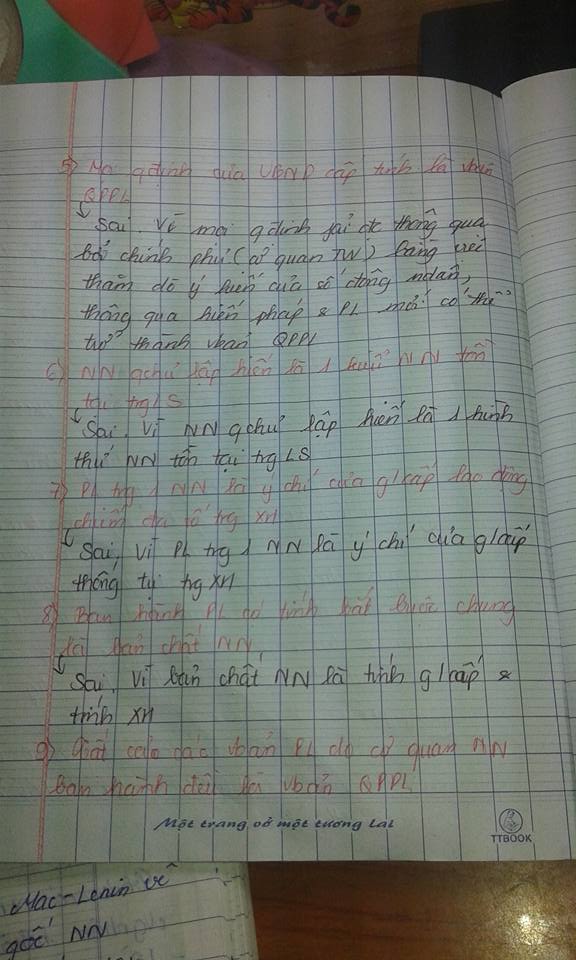 5) Mọi qđịnh của UBND cấp tỉnh là vbản
QPPL
Sai. Vì mọi qđịnh fải đc thông qua
bởi chính phủ (cơ quan TW) bằng việc
thăm dò ý kiến của số đông ndân,
thông qua hiến pháp & PL mới có thể
trở thành vbản QPPL
6) NN qchủ lập hiến là 1 kiểu NN tồn
tại trg LS
Sai. Vì NN qchủ lập hiến là 1 hình
thức NN tồn tại trg LS
7) PL trg 1 NN là ý chí của g/cấp lao động
chiếm đa số trg XH
Sai, vì PL trg 1 NN là ý chí của g/cấp
thống trị trg XH
8) Ban hành PL có tính bắt buộc chung
là bản chất NN,
Sai. Vì bản chất NN là tính g/cấp &
tính XH
9) Tất cả các vbản PL do cơ quan NN
ban hành đều là vbản QPPL
Một trang vở một tương lai
TTBOOK
Mac-Lenin về
gốc NN